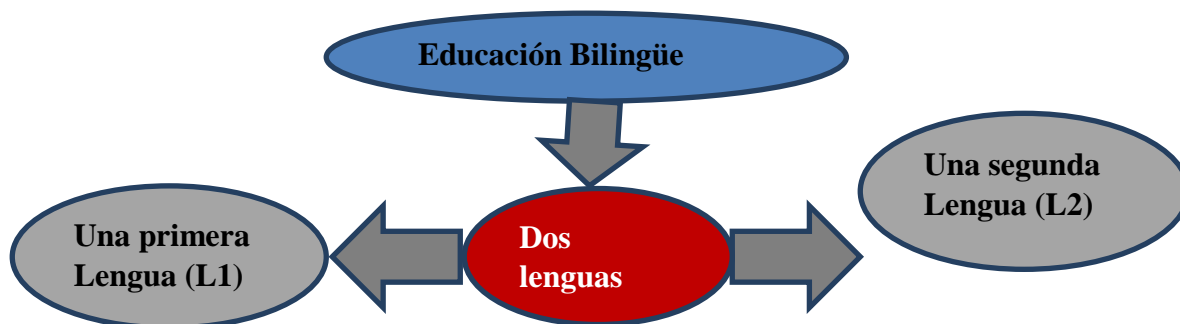 Educación Bilingüe
Una segunda
Lengua (L2)
Una primera
Lengua (L1)
Dos
lenguas